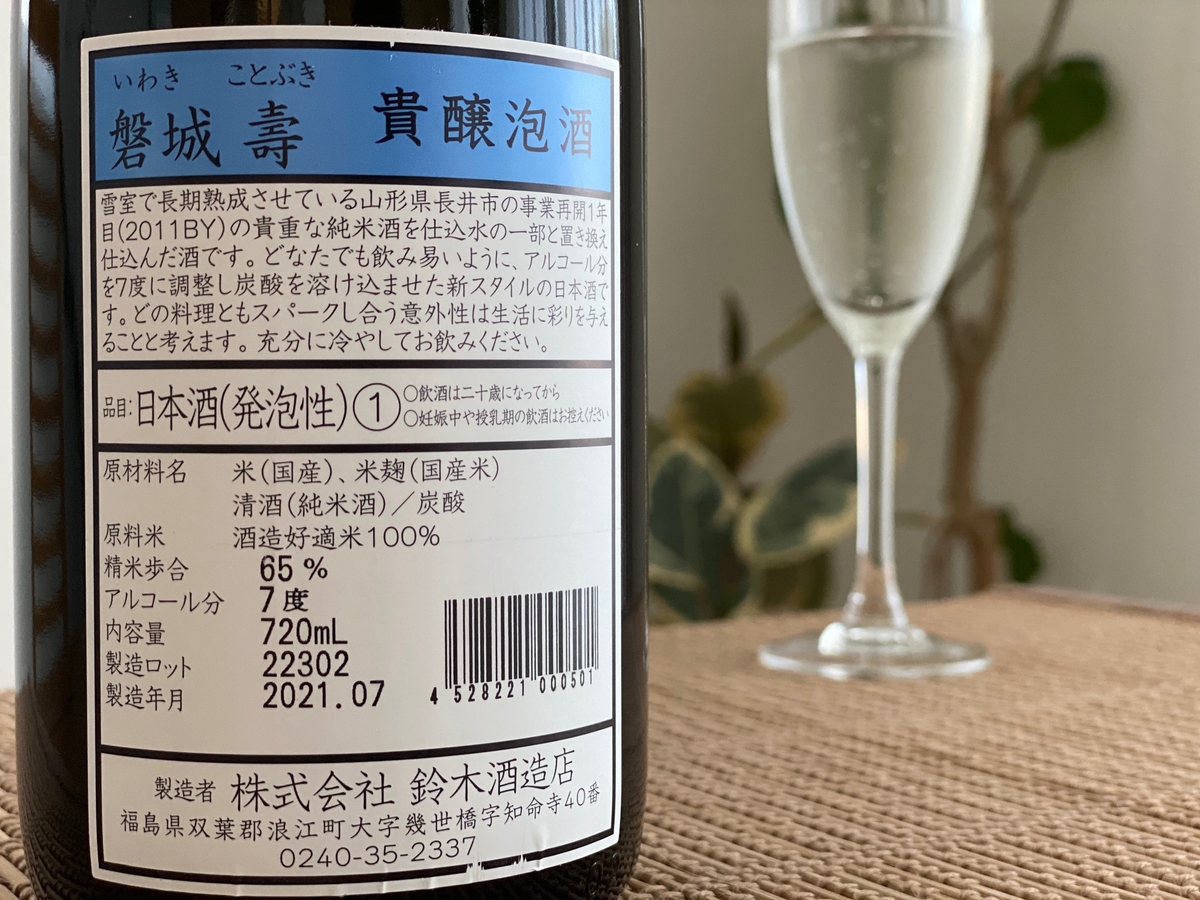 いわき ことぶき
磐城 壽 貴醸泡酒
雪室で長期熟成させている山形県長井市の事業再開1年
目(2011BY)の貴重な純米酒を仕込水の一部と置き換え
仕込んだ酒です。どなたでも飲み易いように、アルコール分
を7度に調整し炭酸を溶け込ませた新スタイルの日本酒で
す。どの料理ともスパークし合う意外性は生活に彩りを与え
ることと考えます。充分に冷やしてお飲みください。
品目:日本酒(発泡性)①
○飲酒は二十歳になってから
○妊娠中や授乳期の飲酒はお控えください
原材料名 米(国産)、米麹(国産米)
清酒(純米酒)/炭酸
原料米 酒造好適米100%
精米歩合 65 %
アルコール分 7度
内容量 720mL
製造ロット 22302
製造年月 2021.07
4 528221 000501
製造者 株式会社 鈴木酒造店
福島県双葉郡浪江町大字幾世橋字知命寺40番
0240-35-2337